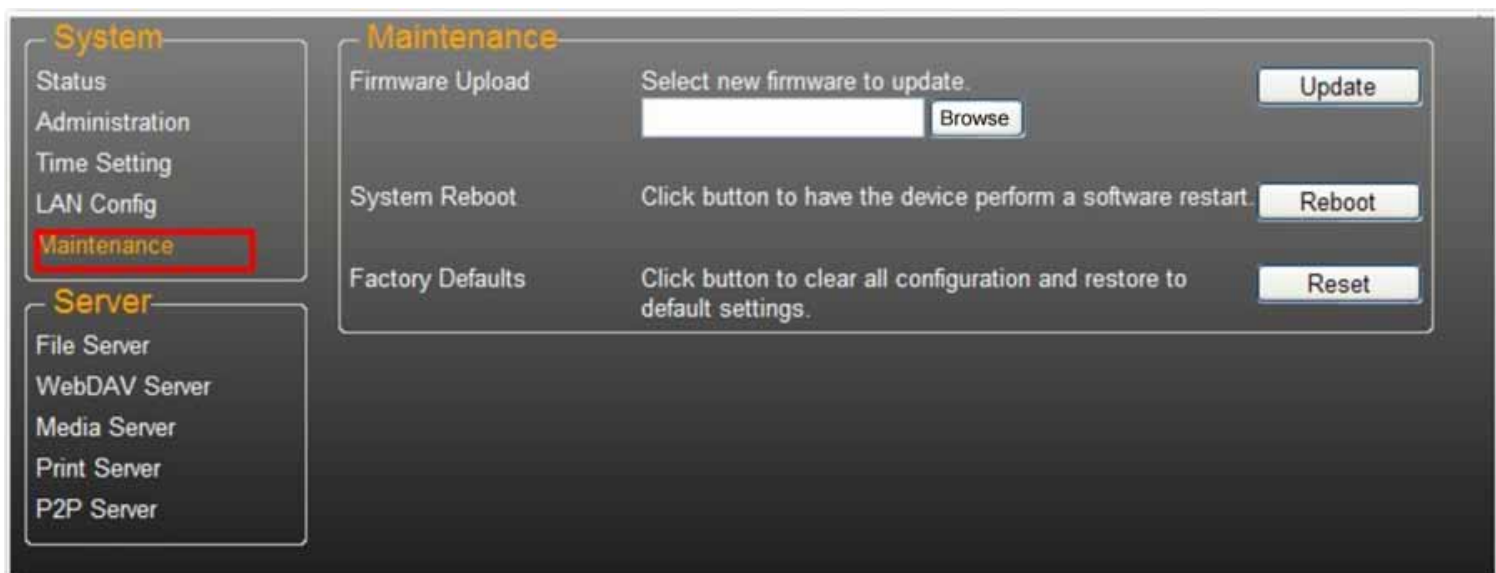 System
Status
Administration
Time Setting
LAN Config
Maintenance
Server
File Server
WebDAV Server
Media Server
Print Server
P2P Server
Maintenance
Firmware Upload
Select new firmware to update.
Browse
Update
System Reboot
Click button to have the device perform a software restart.
Reboot
Factory Defaults
Click button to clear all configuration and restore to
default settings.
Reset